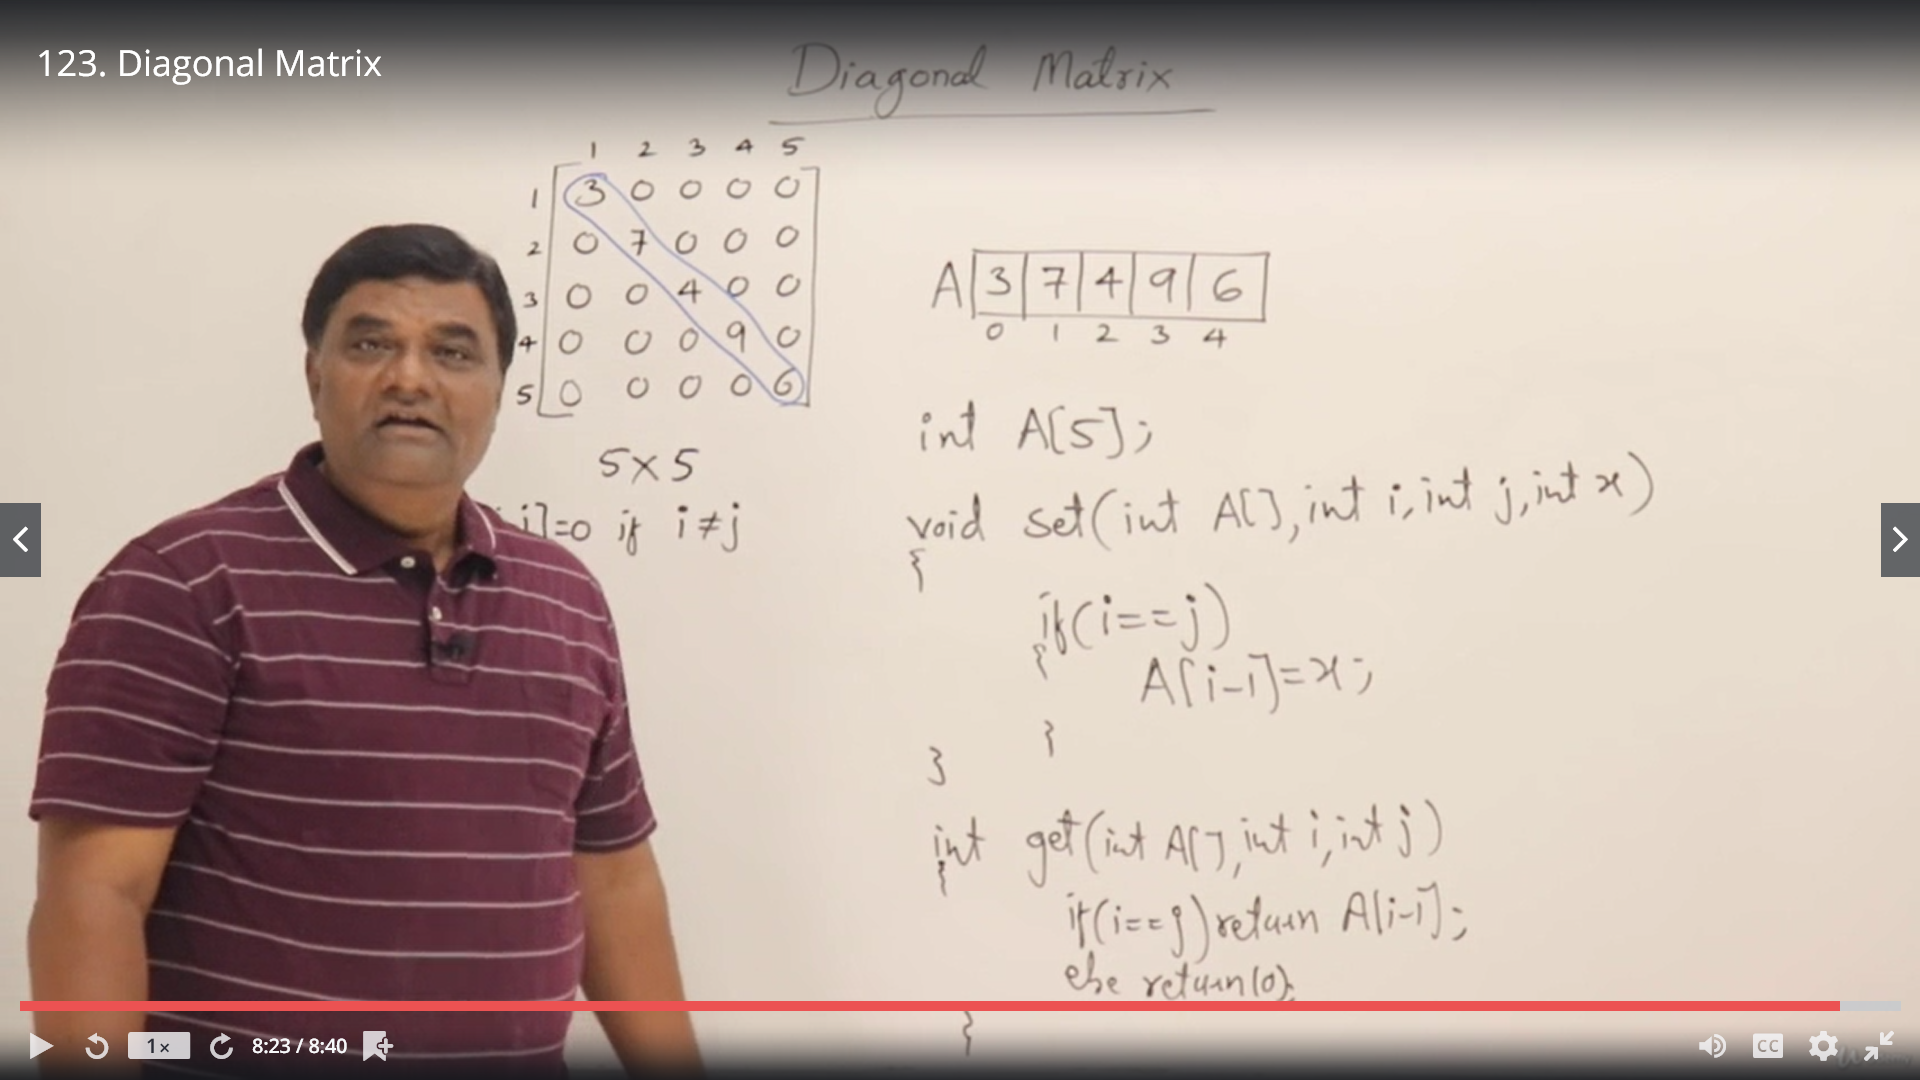 123. Diagonal Matrix
Diagonal Matrix
1 2 3 4 5
1 3 0 0 0 0
2 0 7 0 0 0
3 0 0 4 0 0
4 0 0 0 9 0
5 0 0 0 0 6
5×5
j]=0 if i≠j
A 3 7 4 9 6
0 1 2 3 4
int A[5];
void set(int A[], int i, int j, int x)
{
if(i==j)
{
A[i-1]=x;
}
}
int get(int A[], int i, int j)
{
if(i==j) return A[i-1];
else return(0);
}
1×
8:23 / 8:40
CC